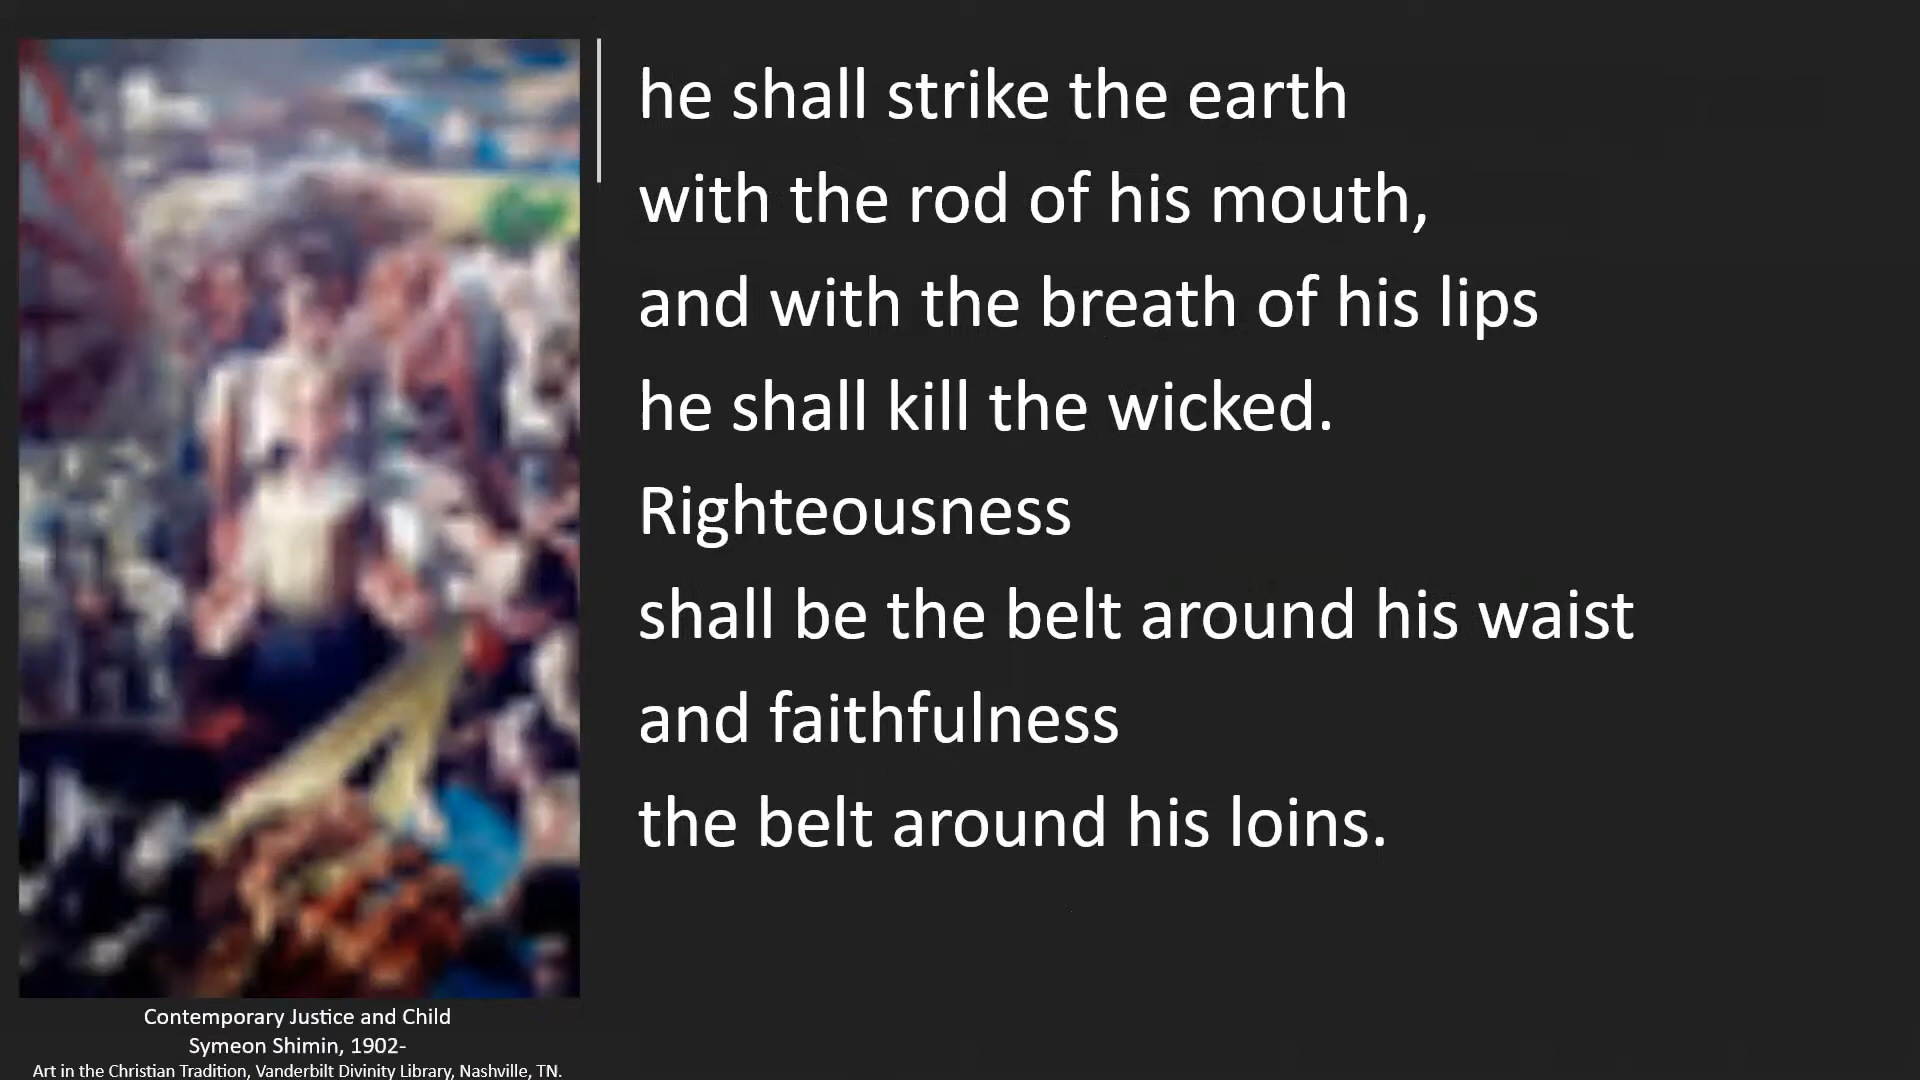 he shall strike the earth
with the rod of his mouth,
and with the breath of his lips
he shall kill the wicked.
Righteousness
shall be the belt around his waist
and faithfulness
the belt around his loins.
Contemporary Justice and Child
Symeon Shimin, 1902-
Art in the Christian Tradition, Vanderbilt Divinity Library, Nashville, TN.